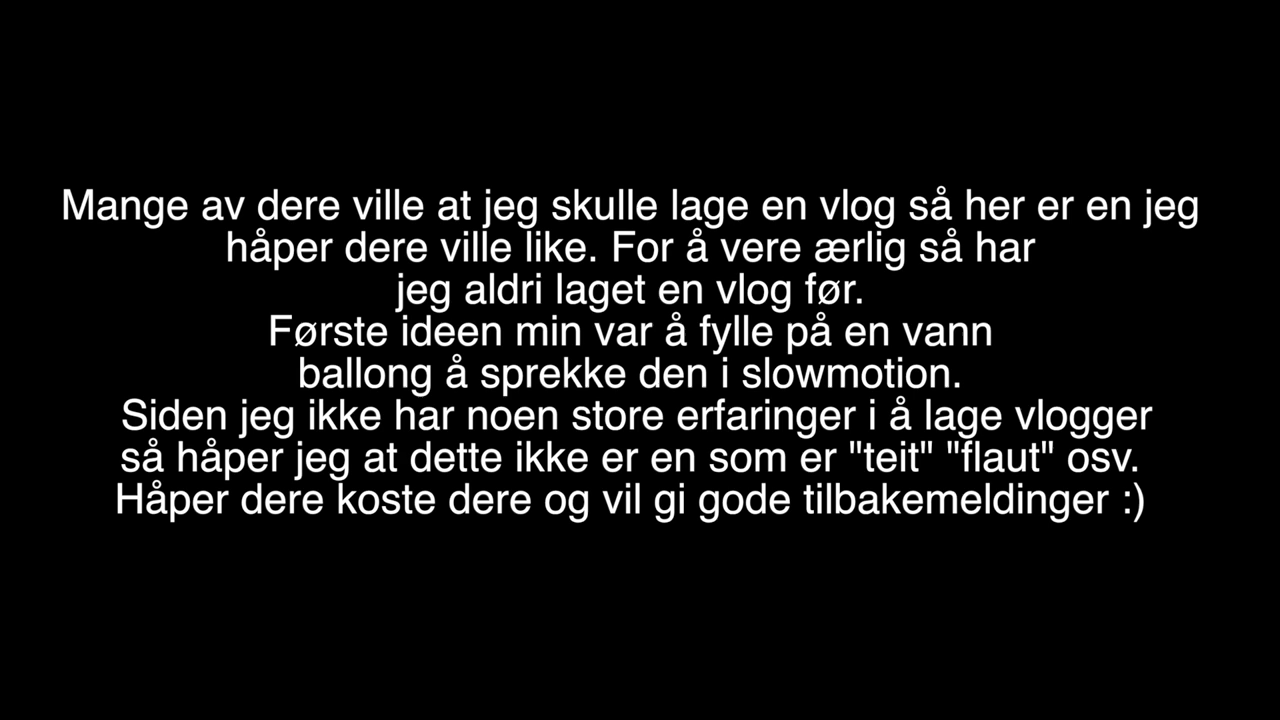 Mange av dere ville at jeg skulle lage en vlog så her er en jeg
håper dere ville like. For å vere ærlig så har
jeg aldri laget en vlog før.
Første ideen min var å fylle på en vann
ballong å sprekke den i slowmotion.
Siden jeg ikke har noen store erfaringer i å lage vlogger
så håper jeg at dette ikke er en som er "teit" "flaut" osv.
Håper dere koste dere og vil gi gode tilbakemeldinger :)